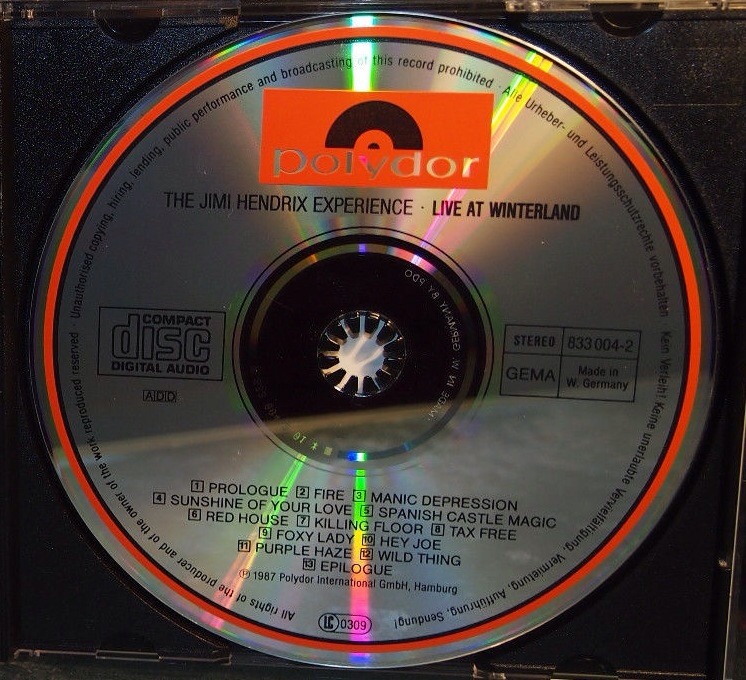 Unauthorised copying, hiring, lending, public performance and broadcasting of this record prohibited · Alle Urheber- und Leistungsschutzrechte vorbehalten
Kein Verleih! Keine unerlaubte Vervielfältigung, Vermietung, Aufführung, Sendung!
All rights of the producer and of the owner of the work reproduced reserved ·
polydor
THE JIMI HENDRIX EXPERIENCE · LIVE AT WINTERLAND
COMPACT
disc
DIGITAL AUDIO
ADD
STEREO 833 004-2
GEMA Made in
W. Germany
MADE IN W. GERMANY BY PDO
1 PROLOGUE 2 FIRE 3 MANIC DEPRESSION
4 SUNSHINE OF YOUR LOVE 5 SPANISH CASTLE MAGIC
6 RED HOUSE 7 KILLING FLOOR 8 TAX FREE
9 FOXY LADY 10 HEY JOE
11 PURPLE HAZE 12 WILD THING
13 EPILOGUE
℗ 1987 Polydor International GmbH, Hamburg
LC 0309